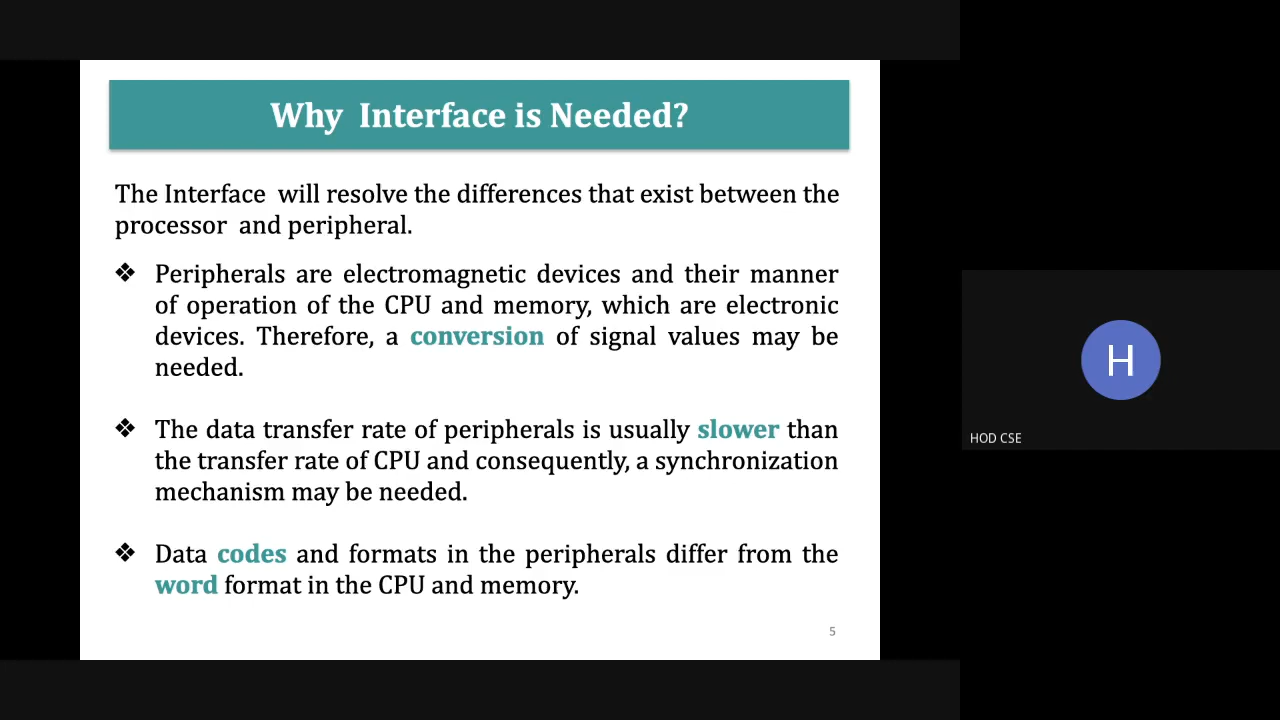 Why Interface is Needed?
The Interface will resolve the differences that exist between the
processor and peripheral.
❖ Peripherals are electromagnetic devices and their manner
of operation of the CPU and memory, which are electronic
devices. Therefore, a conversion of signal values may be
needed.
❖ The data transfer rate of peripherals is usually slower than
the transfer rate of CPU and consequently, a synchronization
mechanism may be needed.
❖ Data codes and formats in the peripherals differ from the
word format in the CPU and memory.
5
H
HOD CSE